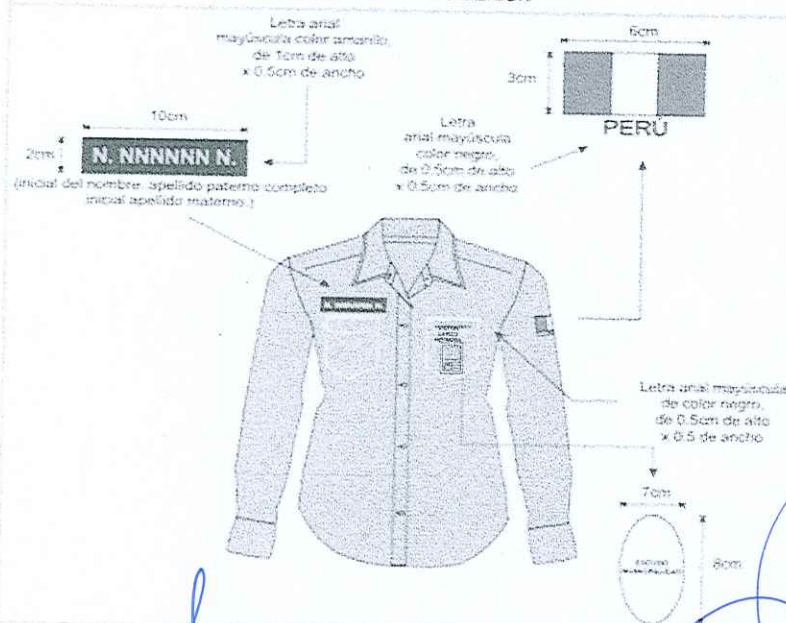 Letra arial
mayúscula color amarillo,
de 1cm de alto
x 0.5cm de ancho
6cm
3cm
PERÚ
10cm
2cm
N. NNNNNN N.
(inicial del nombre, apellido paterno completo
inicial apellido materno.)
Letra
arial mayúscula
color negro,
de 0.5cm de alto
x 0.5cm de ancho
N. NNNNNN N.
Letra arial mayúscula
de color negro,
de 0.5cm de alto
x 0.5 de ancho
7cm
ESCUDO
8cm